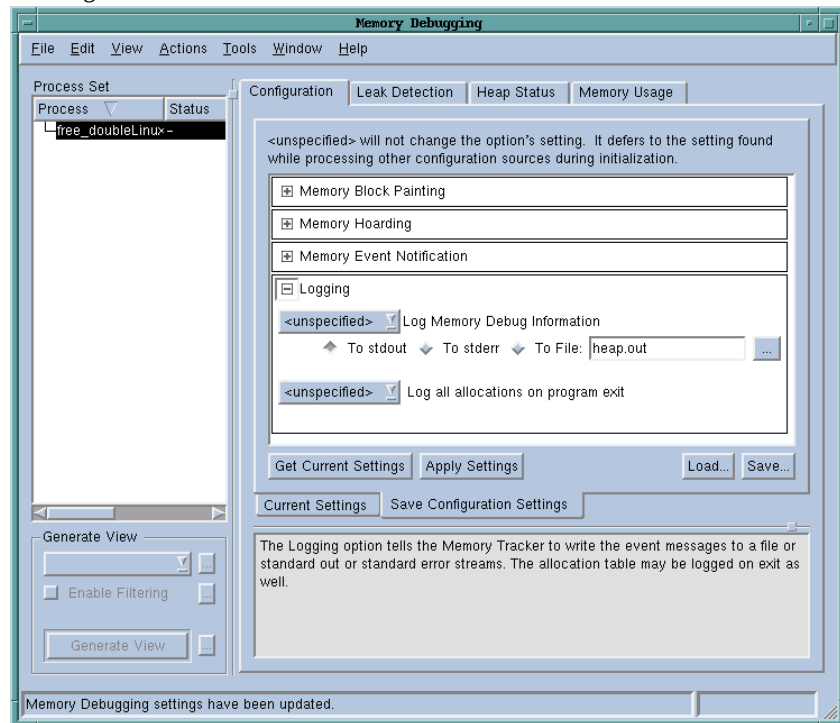 Memory Debugging
File Edit View Actions Tools Window Help
Process Set
Process Status
free_doubleLinux –
Configuration Leak Detection Heap Status Memory Usage
<unspecified> will not change the option's setting. It defers to the setting found
while processing other configuration sources during initialization.
Memory Block Painting
Memory Hoarding
Memory Event Notification
Logging
<unspecified> Log Memory Debug Information
To stdout To stderr To File: heap.out ...
<unspecified> Log all allocations on program exit
Get Current Settings Apply Settings Load... Save...
Current Settings Save Configuration Settings
Generate View
...
Enable Filtering ...
Generate View ...
The Logging option tells the Memory Tracker to write the event messages to a file or
standard out or standard error streams. The allocation table may be logged on exit as
well.
Memory Debugging settings have been updated.